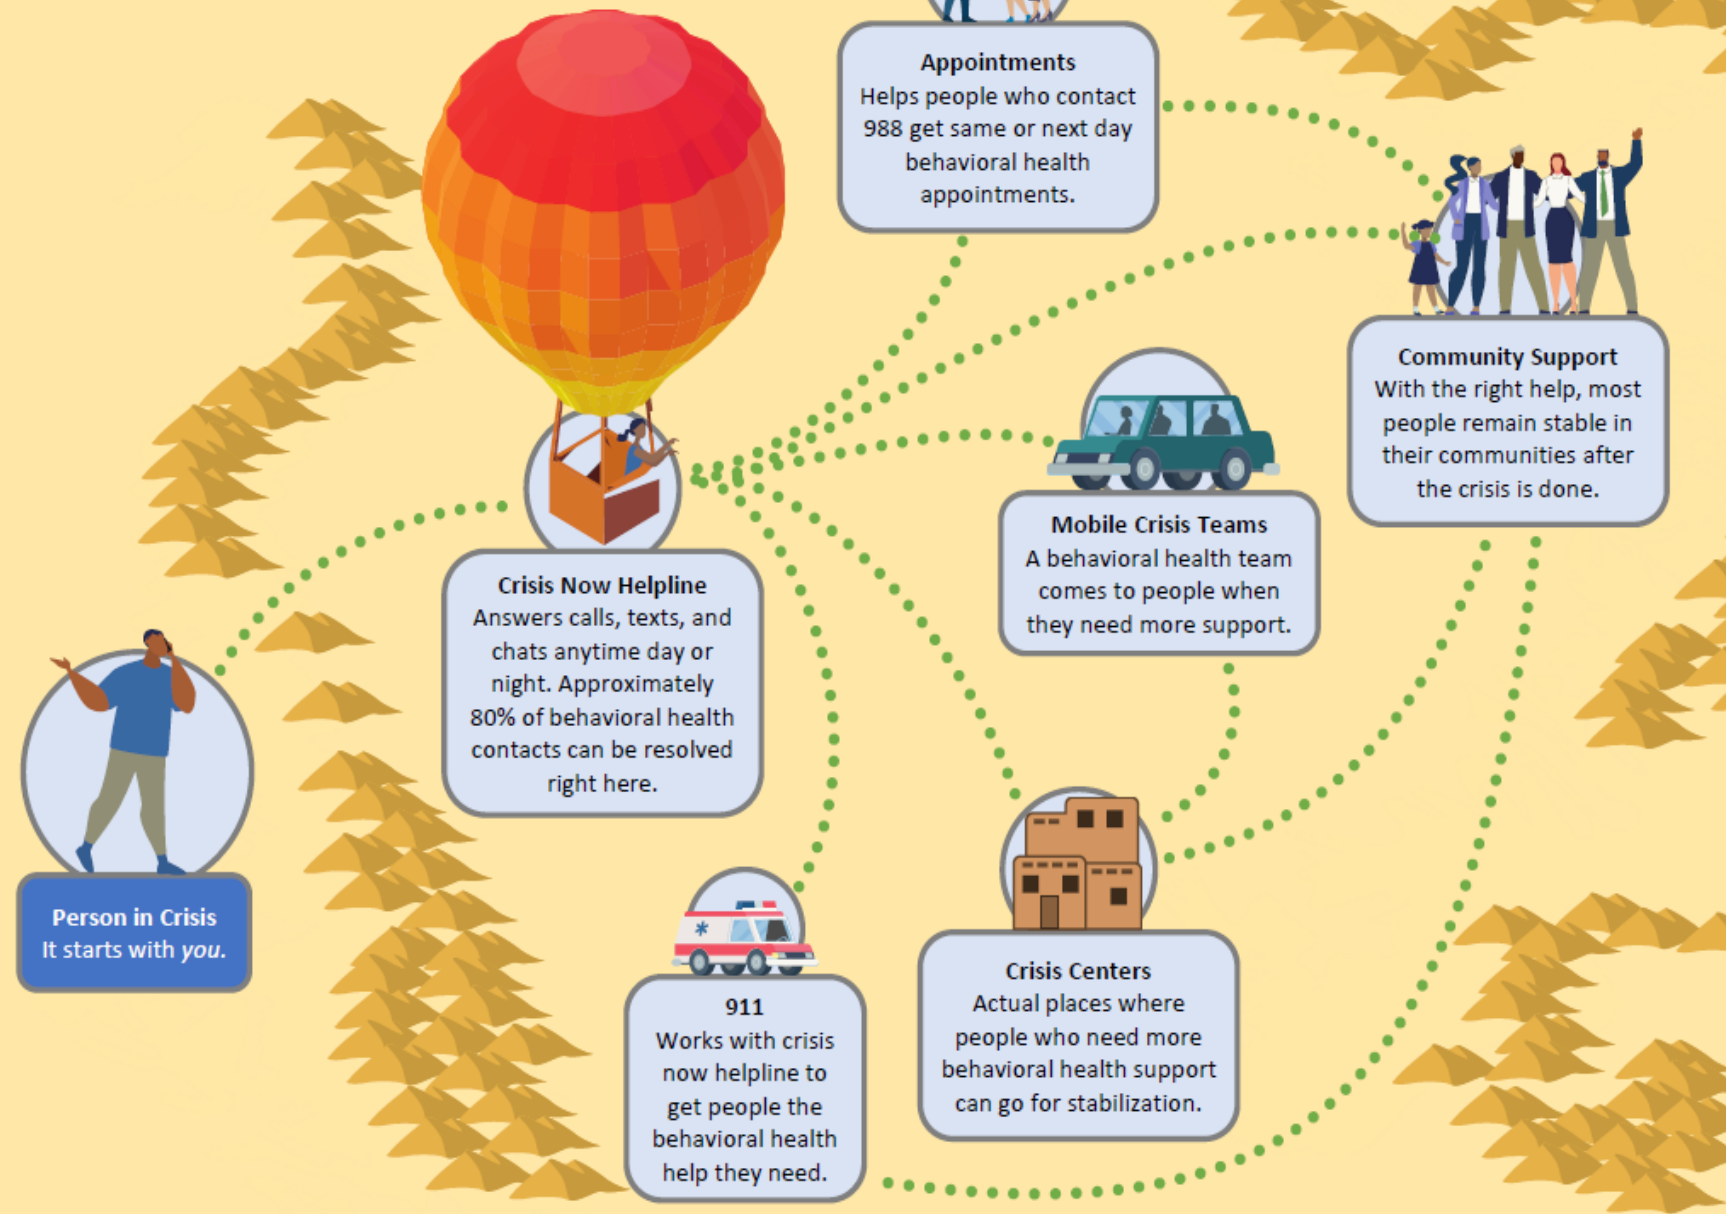 Appointments
Helps people who contact
988 get same or next day
behavioral health
appointments.
Community Support
With the right help, most
people remain stable in
their communities after
the crisis is done.
Mobile Crisis Teams
A behavioral health team
comes to people when
they need more support.
Crisis Now Helpline
Answers calls, texts, and
chats anytime day or
night. Approximately
80% of behavioral health
contacts can be resolved
right here.
Person in Crisis
It starts with you.
911
Works with crisis
now helpline to
get people the
behavioral health
help they need.
Crisis Centers
Actual places where
people who need more
behavioral health support
can go for stabilization.